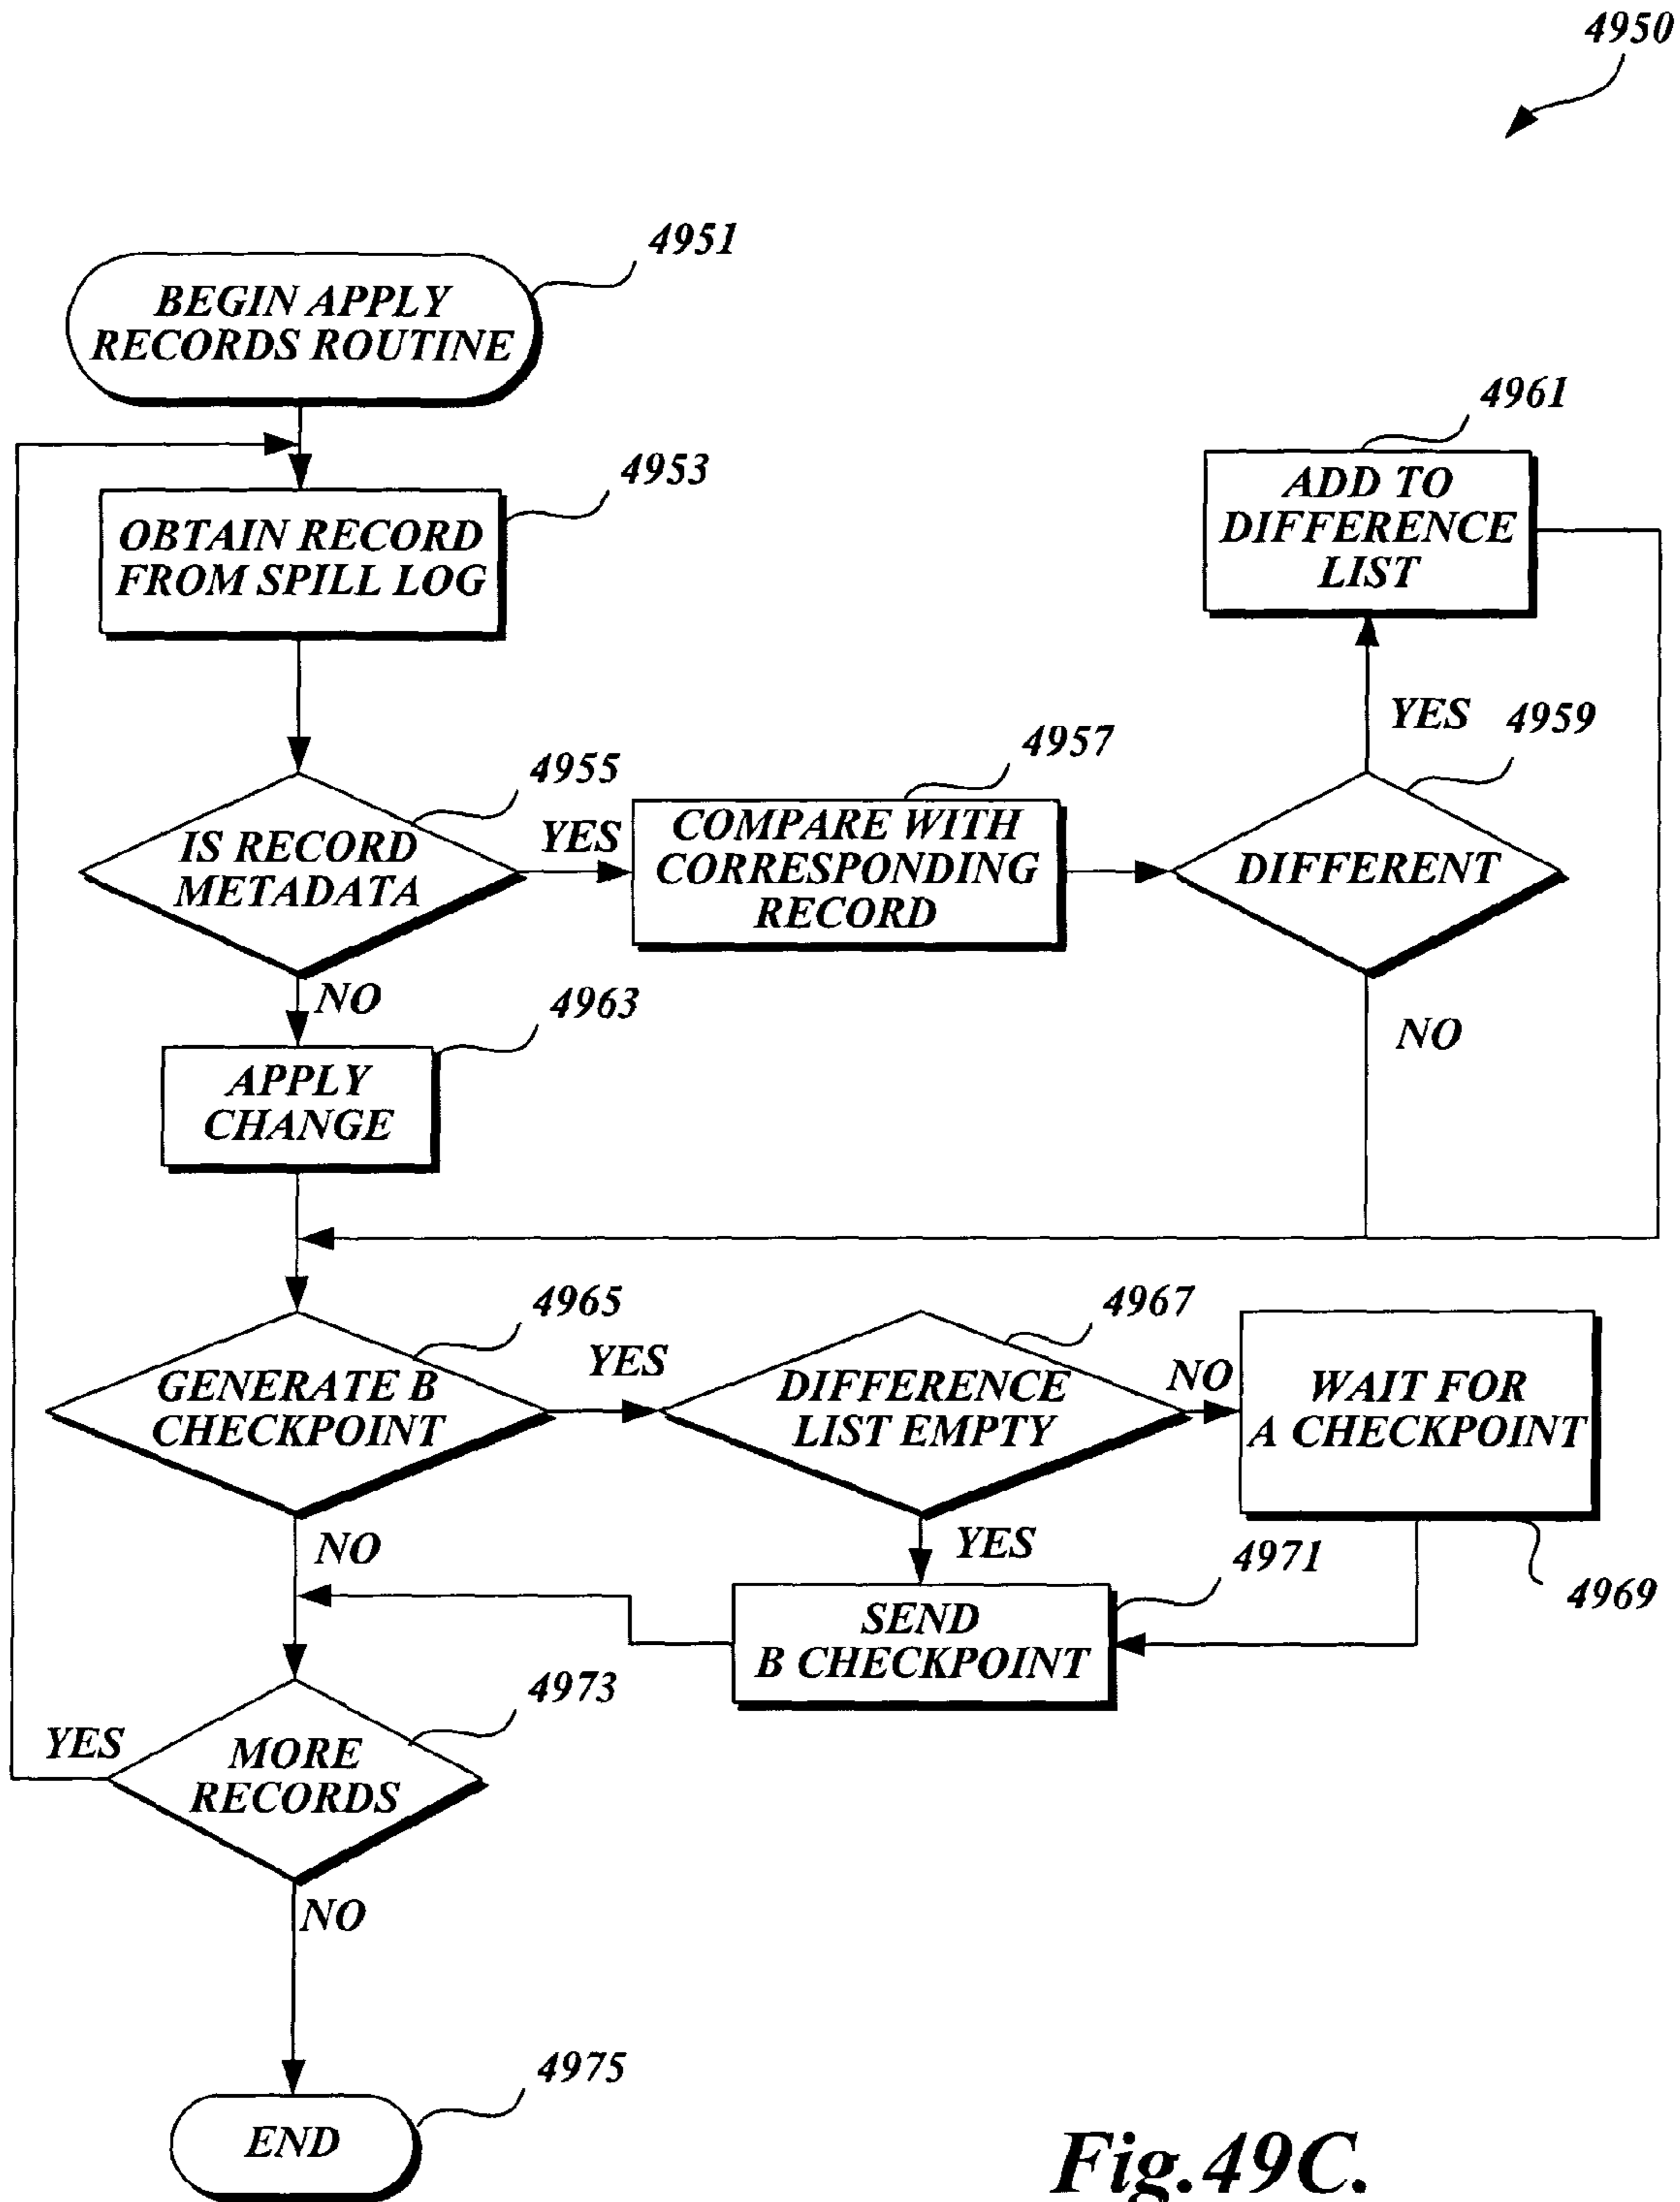 4950
4951
BEGIN APPLY
RECORDS ROUTINE
4953
OBTAIN RECORD
FROM SPILL LOG
4961
ADD TO
DIFFERENCE
LIST
4955
IS RECORD
METADATA
YES
4957
COMPARE WITH
CORRESPONDING
RECORD
YES
4959
DIFFERENT
NO
NO
4963
APPLY
CHANGE
4965
GENERATE B
CHECKPOINT
YES
4967
DIFFERENCE
LIST EMPTY
NO
WAIT FOR
A CHECKPOINT
4969
NO
YES
4971
SEND
B CHECKPOINT
4973
MORE
RECORDS
YES
NO
4975
END
Fig.49C.